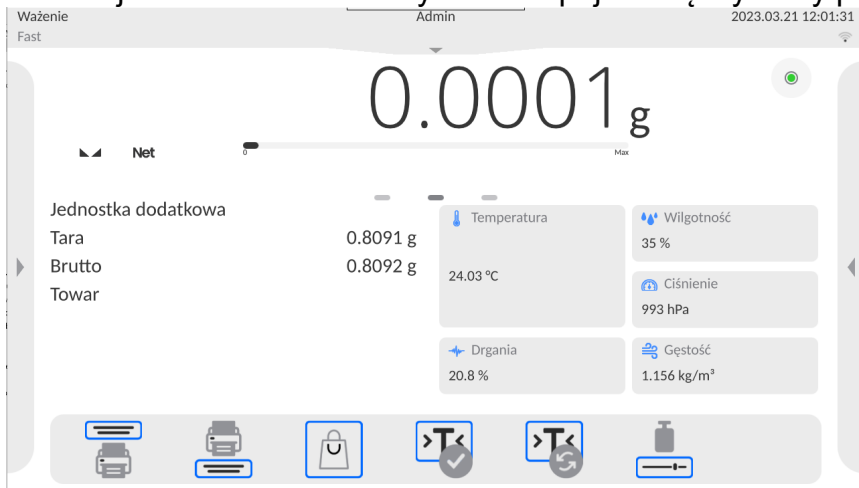 Ważenie Admin 2023.03.21 12:01:31
Fast
0.0001 g
Net
0 Max
Jednostka dodatkowa
Tara 0.8091 g
Brutto 0.8092 g
Towar
Temperatura
24.03 °C
Wilgotność
35 %
Ciśnienie
993 hPa
Drgania
20.8 %
Gęstość
1.156 kg/m³
>T<
>T<